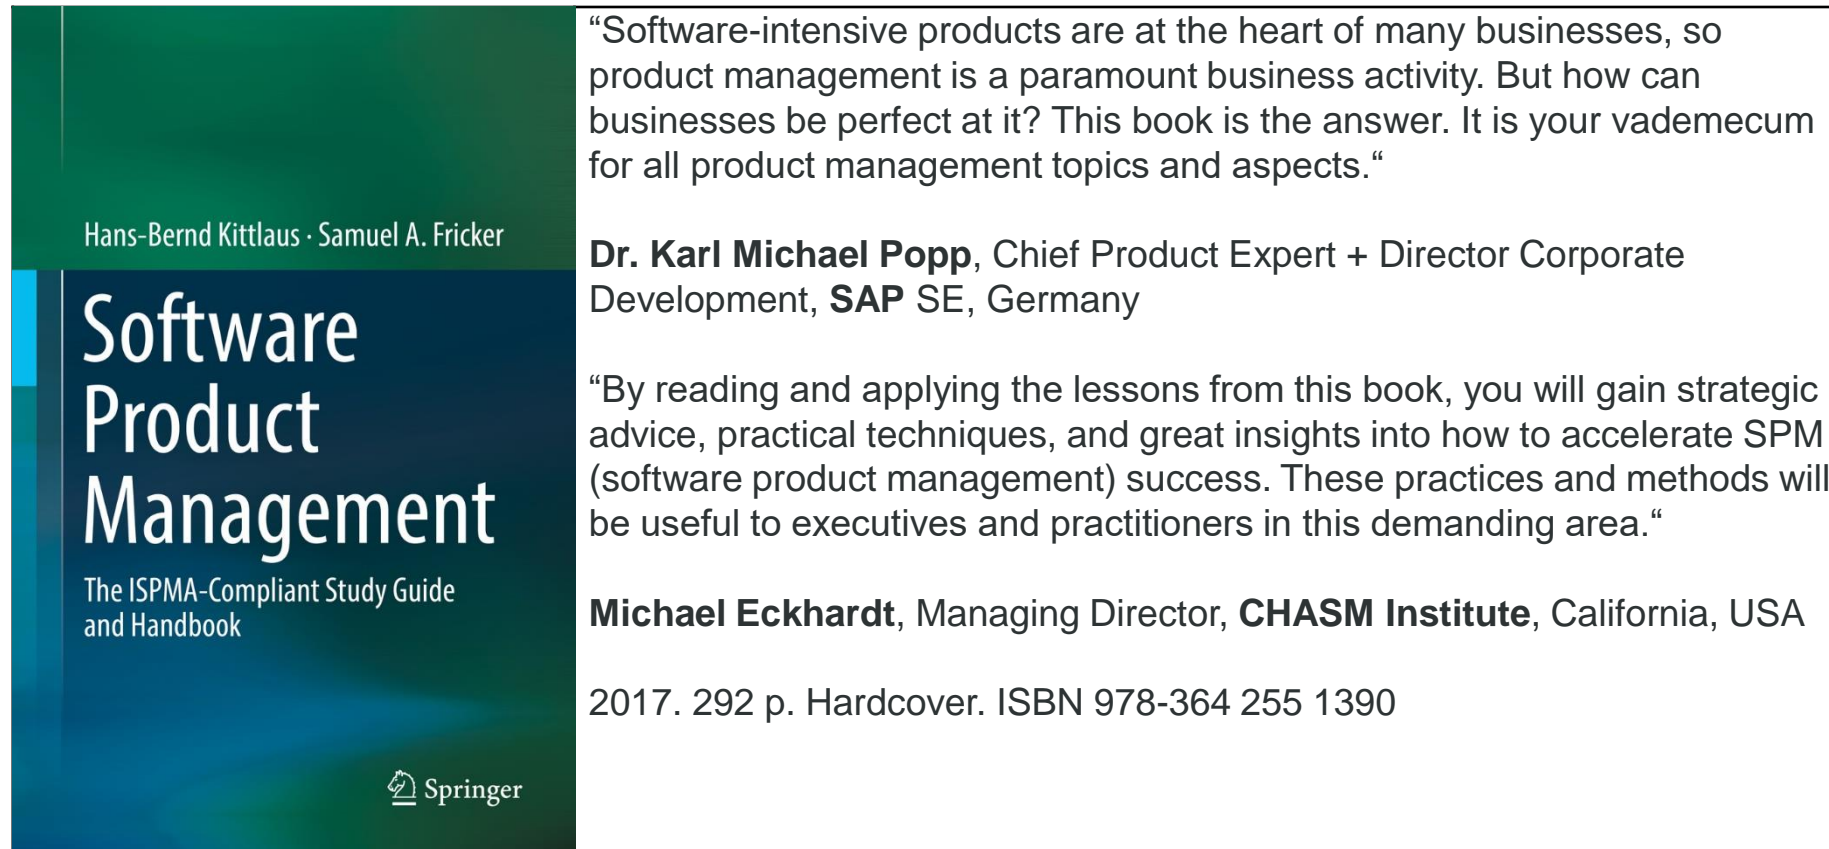 Hans-Bernd Kittlaus · Samuel A. Fricker
Software
Product
Management
The ISPMA-Compliant Study Guide
and Handbook
Springer
“Software-intensive products are at the heart of many businesses, so
product management is a paramount business activity. But how can
businesses be perfect at it? This book is the answer. It is your vademecum
for all product management topics and aspects.“
Dr. Karl Michael Popp, Chief Product Expert + Director Corporate
Development, SAP SE, Germany
“By reading and applying the lessons from this book, you will gain strategic
advice, practical techniques, and great insights into how to accelerate SPM
(software product management) success. These practices and methods will
be useful to executives and practitioners in this demanding area.“
Michael Eckhardt, Managing Director, CHASM Institute, California, USA
2017. 292 p. Hardcover. ISBN 978-364 255 1390